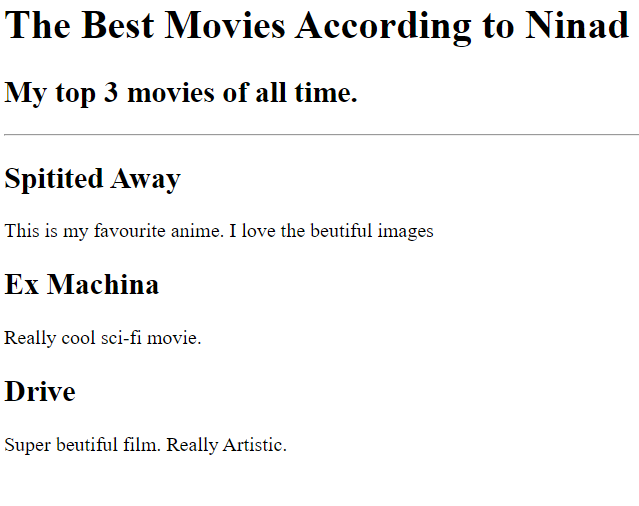 The Best Movies According to Ninad
My top 3 movies of all time.
Spitited Away
This is my favourite anime. I love the beutiful images
Ex Machina
Really cool sci-fi movie.
Drive
Super beutiful film. Really Artistic.